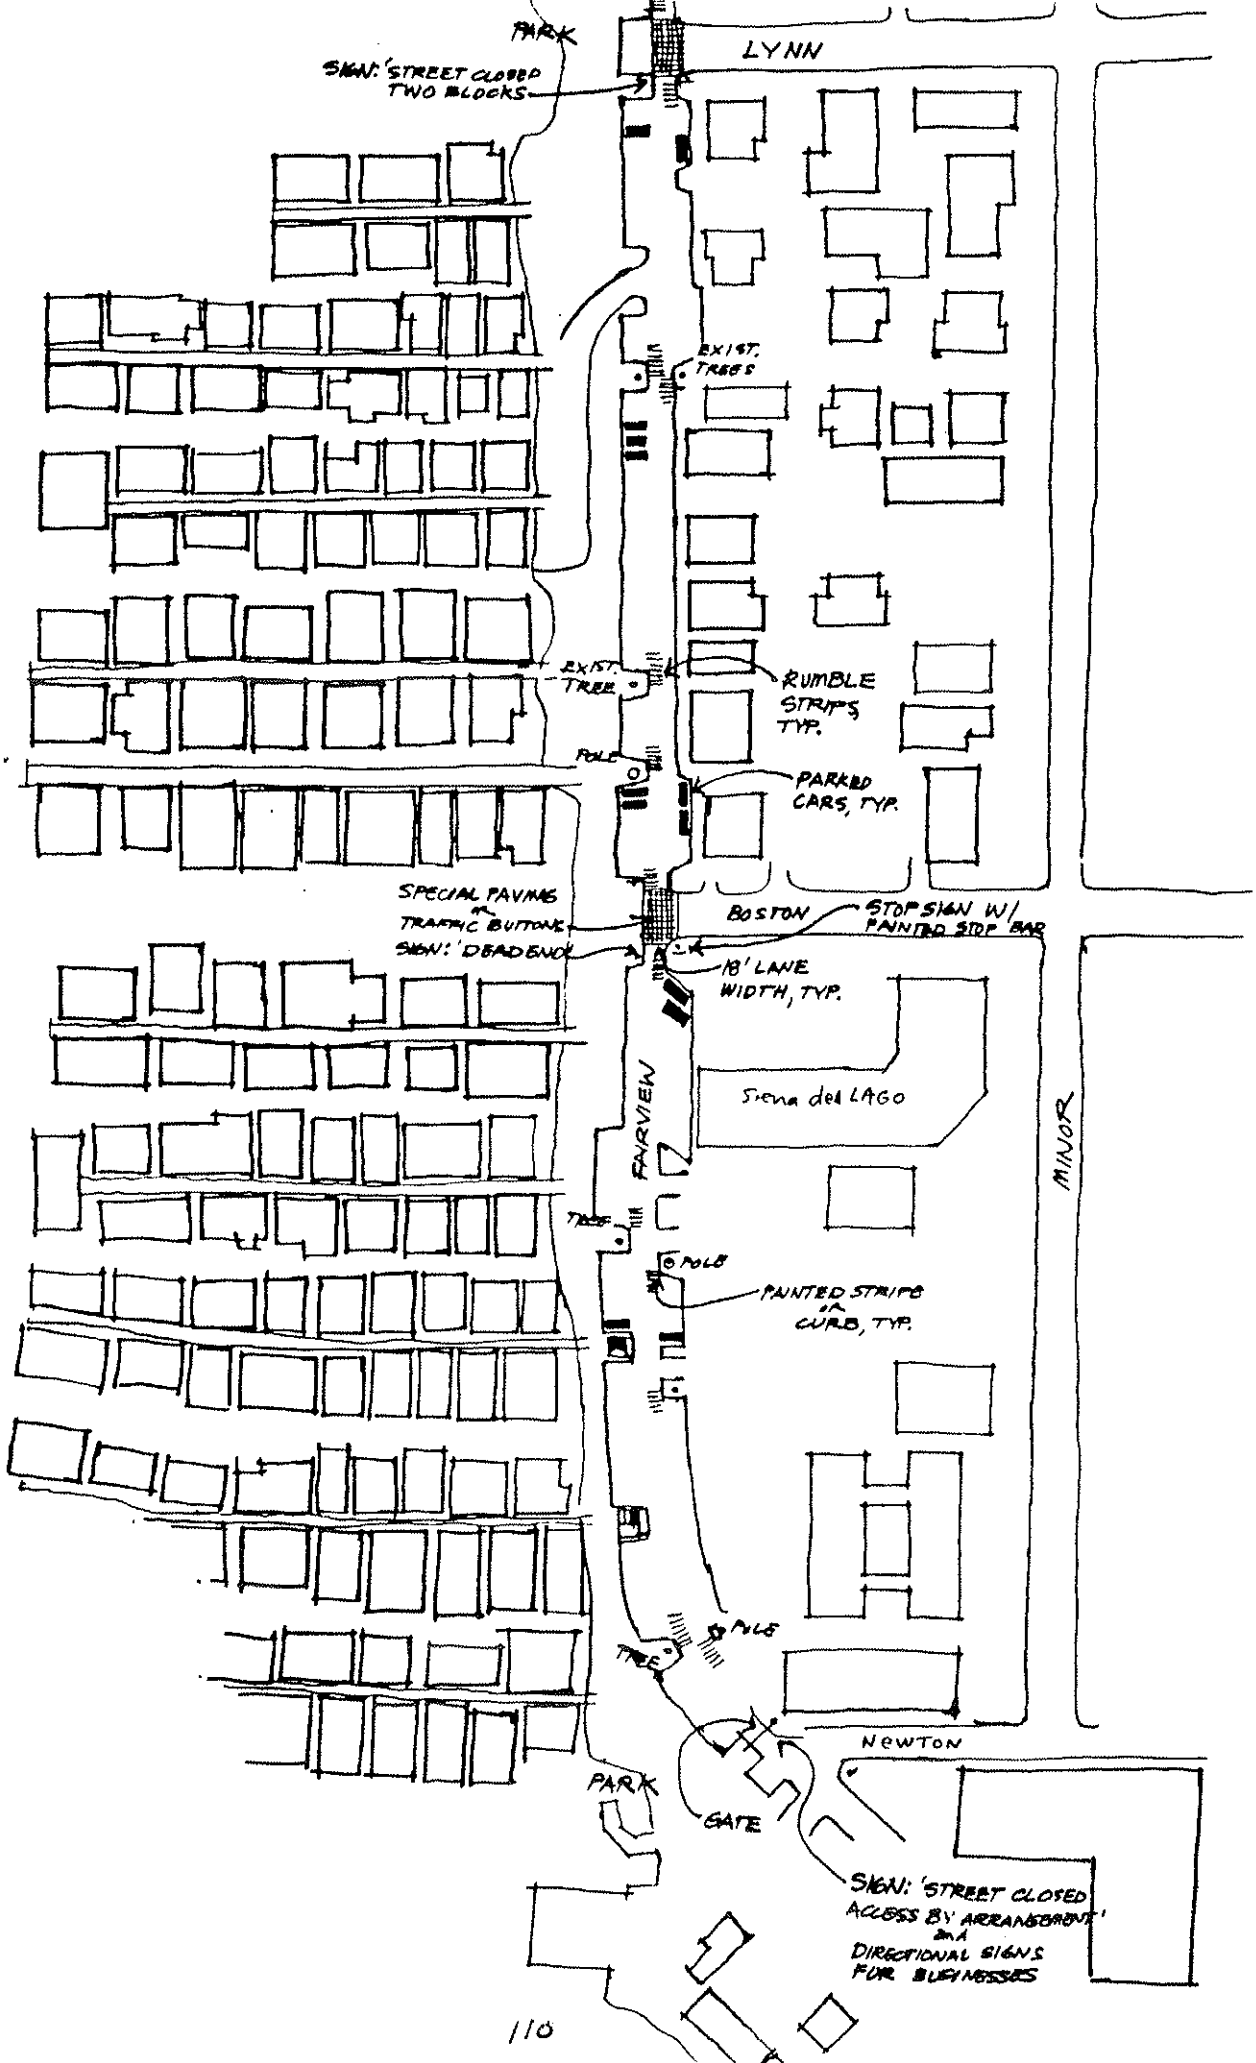 PARK
LYNN
SIGN: 'STREET CLOSED
TWO BLOCKS
EXIST.
TREES
EXIST.
TREE
RUMBLE
STRIPS,
TYP.
POLE
PARKED
CARS, TYP.
SPECIAL PAVING
or
TRAFFIC BUTTONS
SIGN: 'DEAD END'
BOSTON
STOP SIGN W/
PAINTED STOP BAR
18' LANE
WIDTH, TYP.
FAIRVIEW
Siena del LAGO
MINOR
TREE
POLE
PAINTED STRIPE
OR
CURB, TYP.
POLE
TREE
NEWTON
PARK
GATE
SIGN: 'STREET CLOSED
ACCESS BY ARRANGEMENT'
and
DIRECTIONAL SIGNS
FOR BUSINESSES
110